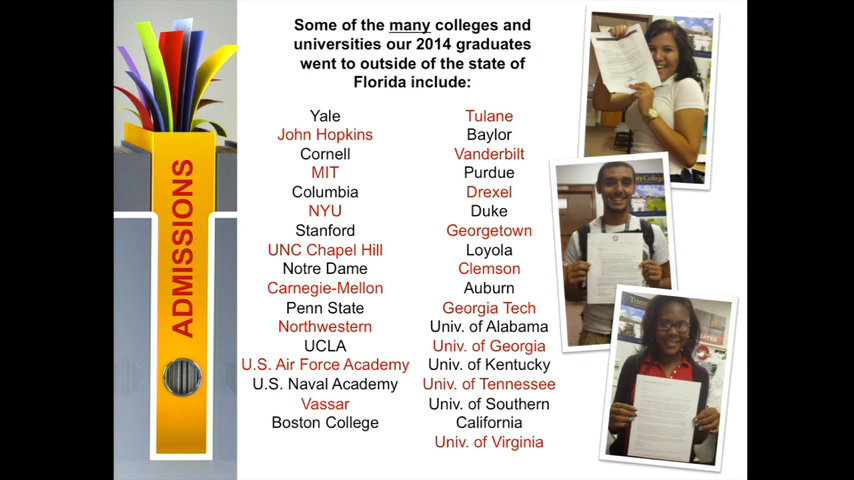 Some of the many colleges and
universities our 2014 graduates
went to outside of the state of
Florida include:
ADMISSIONS
Yale
John Hopkins
Cornell
MIT
Columbia
NYU
Stanford
UNC Chapel Hill
Notre Dame
Carnegie-Mellon
Penn State
Northwestern
UCLA
U.S. Air Force Academy
U.S. Naval Academy
Vassar
Boston College
Tulane
Baylor
Vanderbilt
Purdue
Drexel
Duke
Georgetown
Loyola
Clemson
Auburn
Georgia Tech
Univ. of Alabama
Univ. of Georgia
Univ. of Kentucky
Univ. of Tennessee
Univ. of Southern
California
Univ. of Virginia